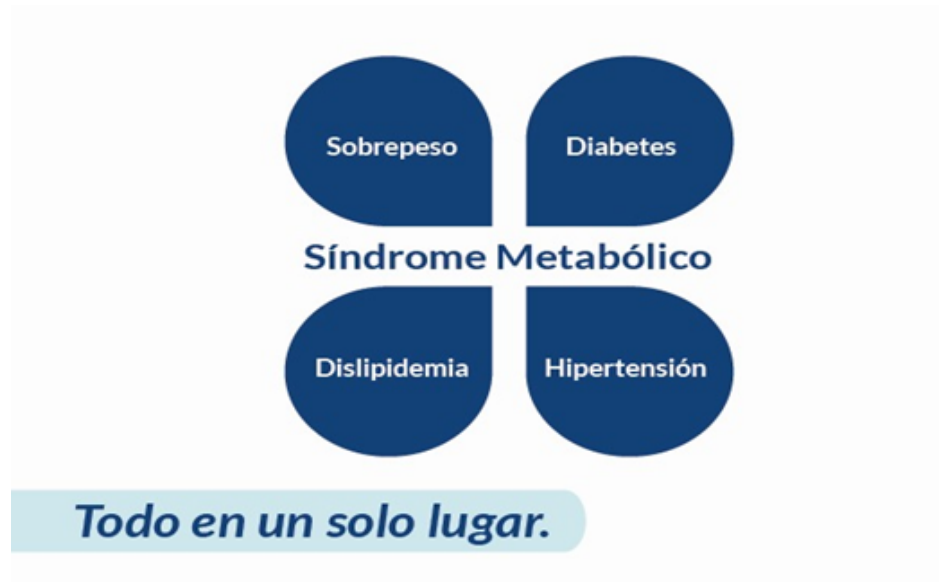 Sobrepeso
Diabetes
Síndrome Metabólico
Dislipidemia
Hipertensión
Todo en un solo lugar.